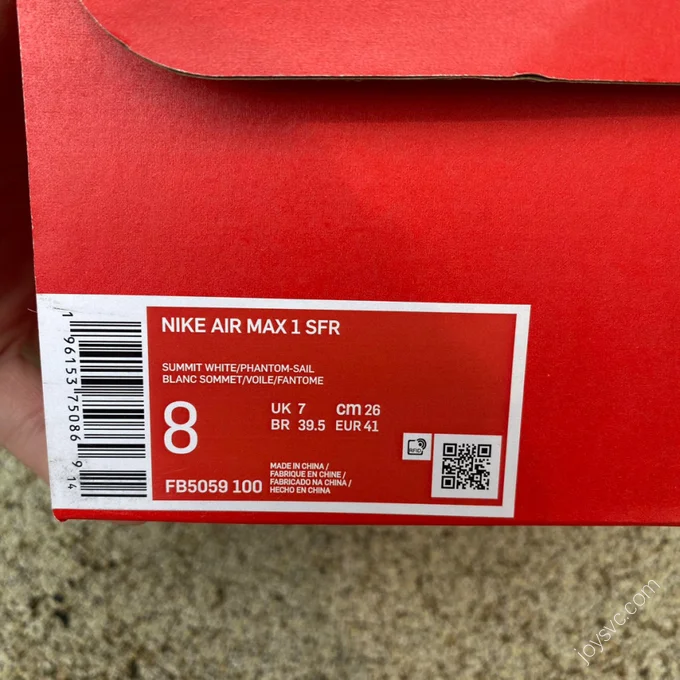 NIKE AIR MAX 1 SFR
SUMMIT WHITE/PHANTOM-SAIL
BLANC SOMMET/VOILE/FANTOME
8
UK 7 cm 26
BR 39.5 EUR 41
FB5059 100
MADE IN CHINA /
FABRIQUE EN CHINE /
FABRICADO NA CHINA /
HECHO EN CHINA
RFID
1 96153 75086 9 14
joysvc.com